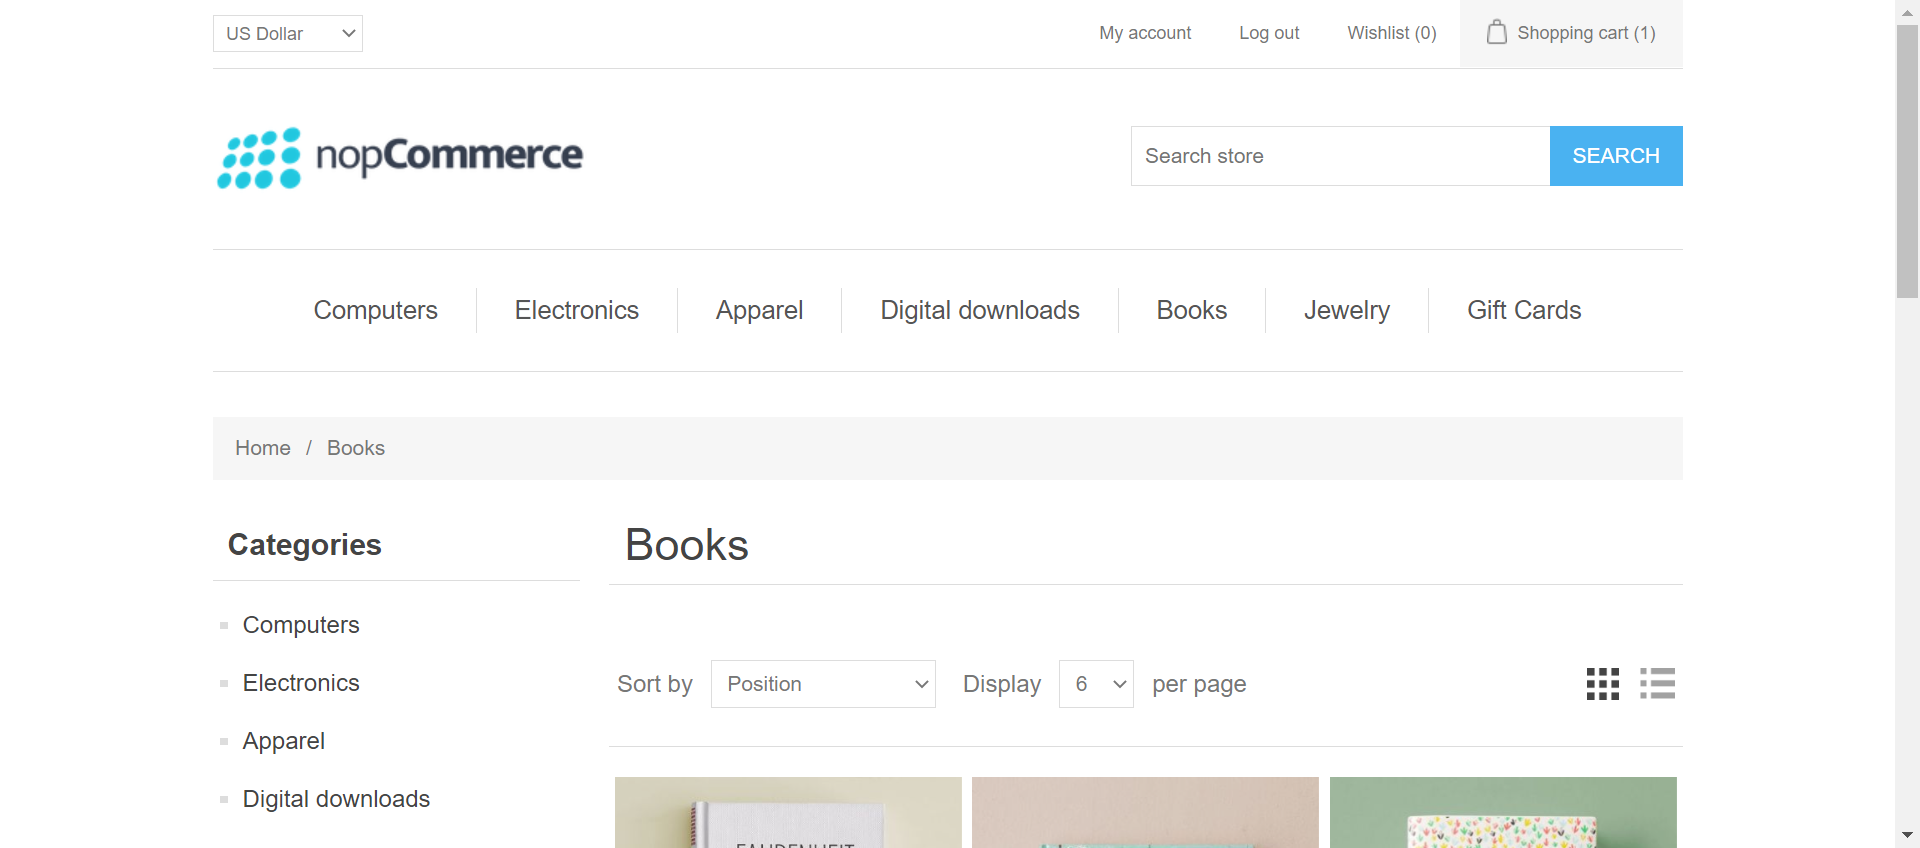 US Dollar
My account
Log out
Wishlist (0)
Shopping cart (1)
nopCommerce
Search store
SEARCH
Computers
Electronics
Apparel
Digital downloads
Books
Jewelry
Gift Cards
Home / Books
Categories
Computers
Electronics
Apparel
Digital downloads
Books
Sort by Position Display 6 per page
FAHRENHEIT